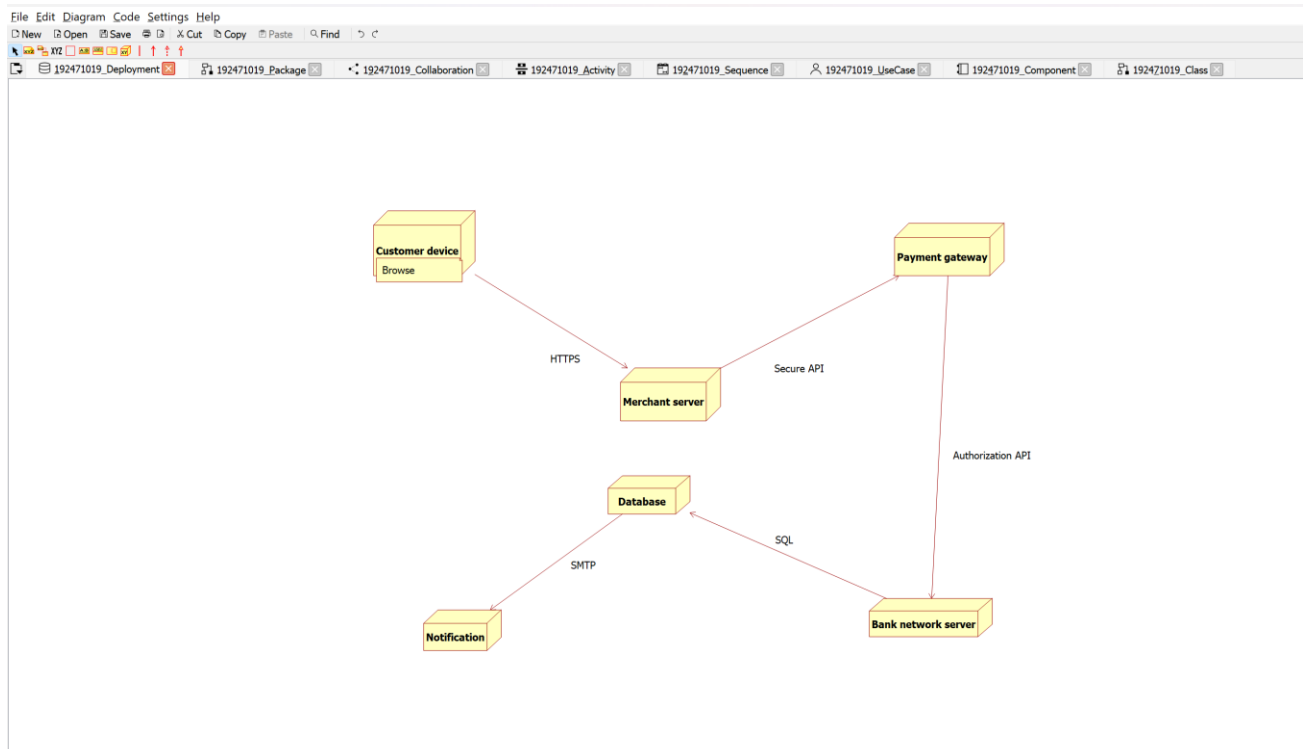 File Edit Diagram Code Settings Help
New Open Save Cut Copy Paste Find
XYZ
192471019_Deployment 192471019_Package 192471019_Collaboration 192471019_Activity 192471019_Sequence 192471019_UseCase 192471019_Component 192471019_Class
Customer device
Browse
Payment gateway
HTTPS
Secure API
Merchant server
Authorization API
Database
SQL
SMTP
Notification
Bank network server